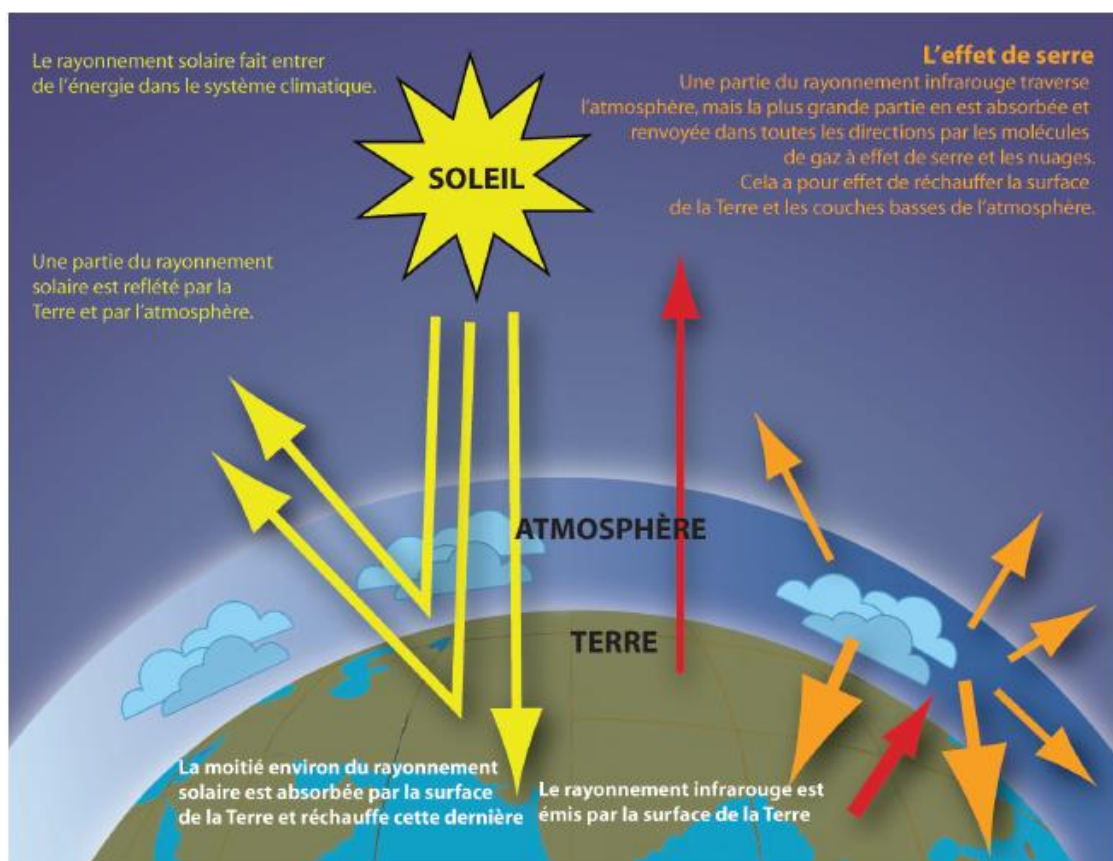 Le rayonnement solaire fait entrer
de l'énergie dans le système climatique.
L'effet de serre
Une partie du rayonnement infrarouge traverse
l'atmosphère, mais la plus grande partie en est absorbée et
renvoyée dans toutes les directions par les molécules
de gaz à effet de serre et les nuages.
Cela a pour effet de réchauffer la surface
de la Terre et les couches basses de l'atmosphère.
SOLEIL
Une partie du rayonnement
solaire est reflété par la
Terre et par l'atmosphère.
ATMOSPHÈRE
TERRE
La moitié environ du rayonnement
solaire est absorbée par la surface
de la Terre et réchauffe cette dernière
Le rayonnement infrarouge est
émis par la surface de la Terre